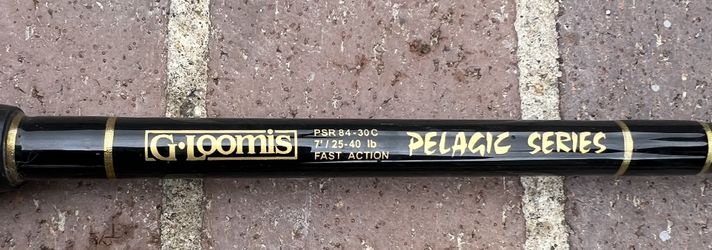 G·Loomis
PSR 84-30C
7' / 25-40 lb
FAST ACTION
PELAGIC SERIES